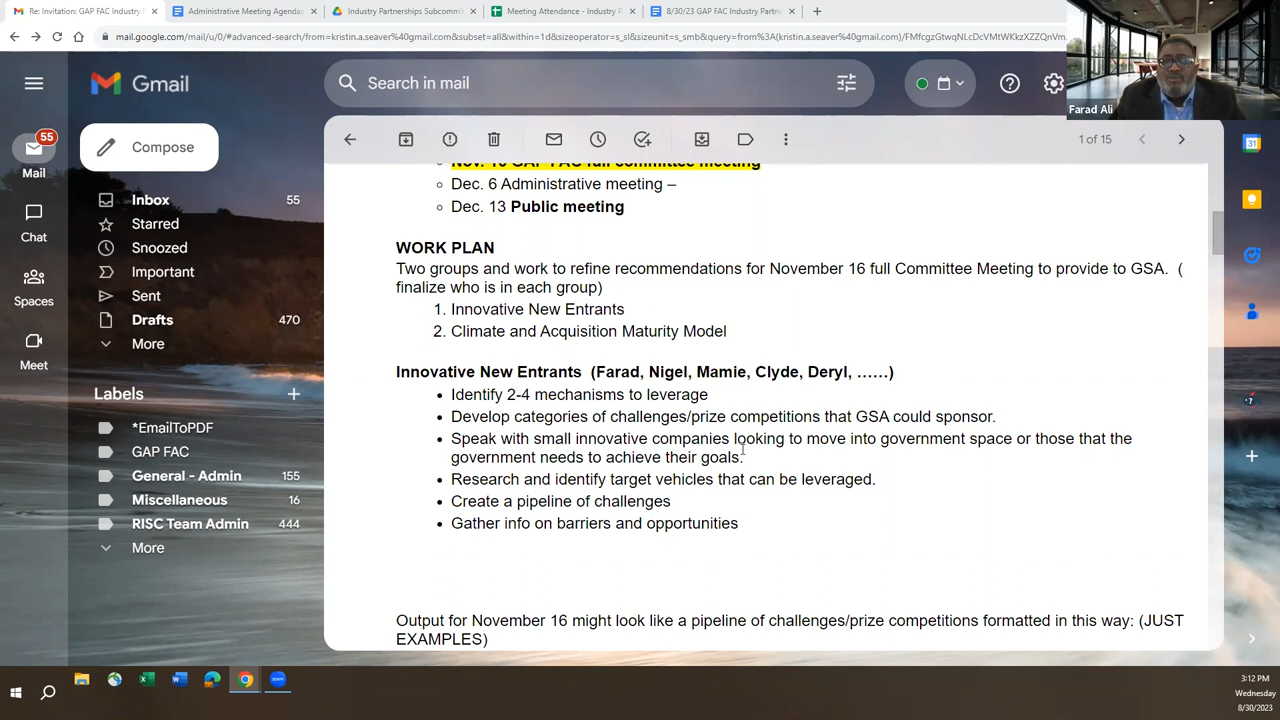 Re: Invitation: GAP FAC Industry P
Administrative Meeting Agendas
Industry Partnerships Subcommi
Meeting Attendance - Industry P
8/30/23 GAP FAC Industry Partne
mail.google.com/mail/u/0/#advanced-search/from=kristin.a.seaver%40gmail.com&subset=all&within=1d&sizeoperator=s_sl&sizeunit=s_smb&query=from%3A(kristin.a.seaver%40gmail.com)/FMfcgzGtwqNLcDcVMtWKkzXZZQnVm
Farad Ali
Gmail
Search in mail
Compose
1 of 15
55
Mail
Chat
Spaces
Meet
Inbox 55
Starred
Snoozed
Important
Sent
Drafts 470
More
Labels
*EmailToPDF
GAP FAC
General - Admin 155
Miscellaneous 16
RISC Team Admin 444
More
Nov. 16 GAP FAC full committee meeting
Dec. 6 Administrative meeting –
Dec. 13 Public meeting
WORK PLAN
Two groups and work to refine recommendations for November 16 full Committee Meeting to provide to GSA. (
finalize who is in each group)
1. Innovative New Entrants
2. Climate and Acquisition Maturity Model
Innovative New Entrants (Farad, Nigel, Mamie, Clyde, Deryl, ……)
• Identify 2-4 mechanisms to leverage
• Develop categories of challenges/prize competitions that GSA could sponsor.
• Speak with small innovative companies looking to move into government space or those that the
government needs to achieve their goals.
• Research and identify target vehicles that can be leveraged.
• Create a pipeline of challenges
• Gather info on barriers and opportunities
Output for November 16 might look like a pipeline of challenges/prize competitions formatted in this way: (JUST
EXAMPLES)
31
3:12 PM
Wednesday
8/30/2023